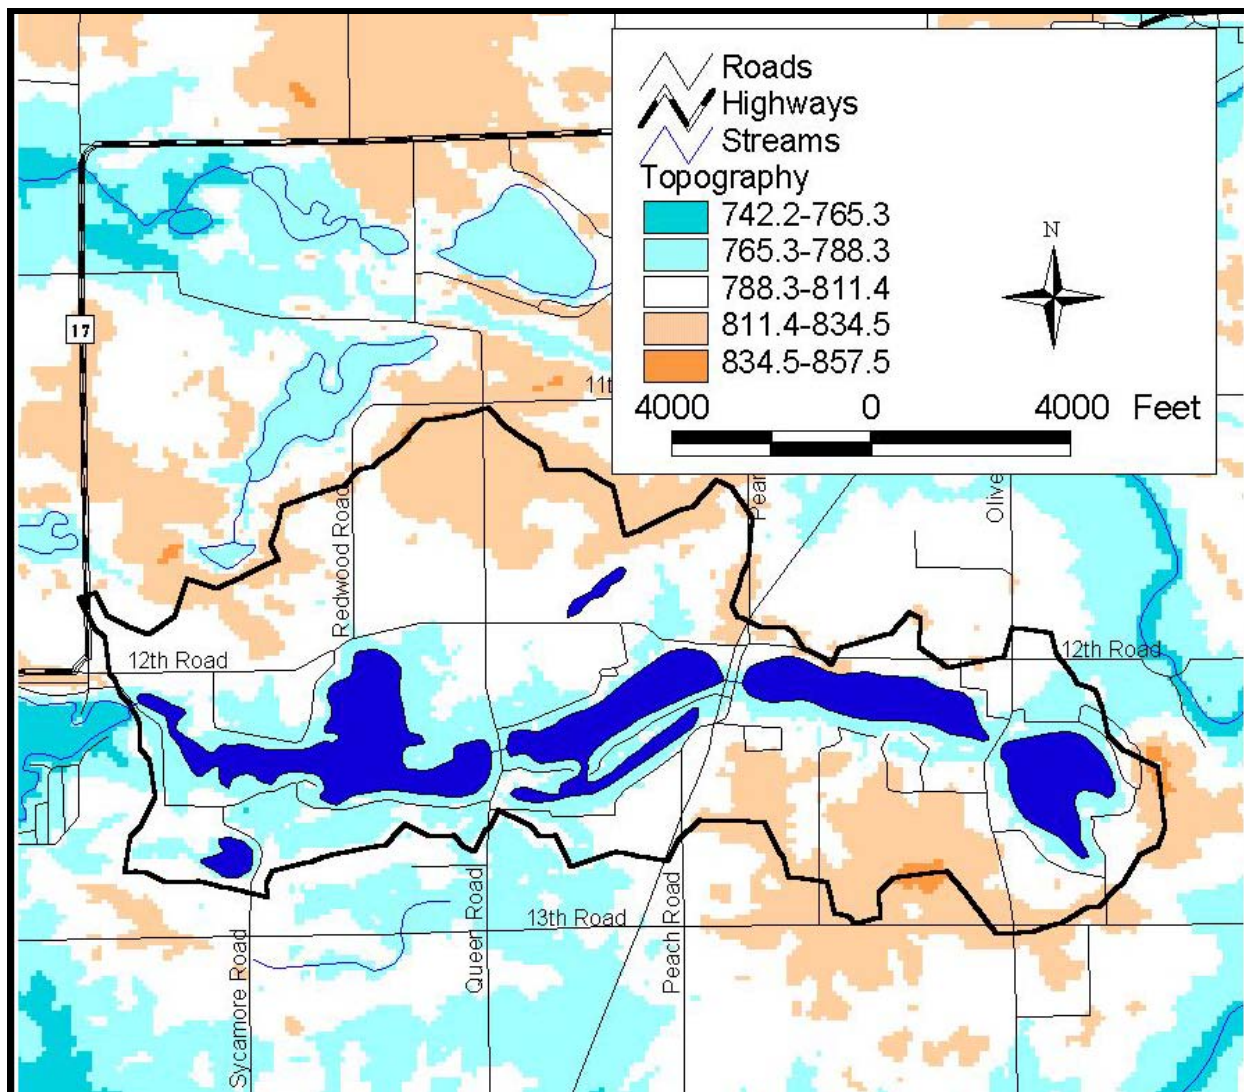 Roads
Highways
Streams
Topography
742.2-765.3
765.3-788.3
788.3-811.4
811.4-834.5
834.5-857.5
N
4000 0 4000 Feet
17
11t
Redwood Road
Pear
Olive
12th Road
12th Road
13th Road
Sycamore Road
Queen Road
Peach Road